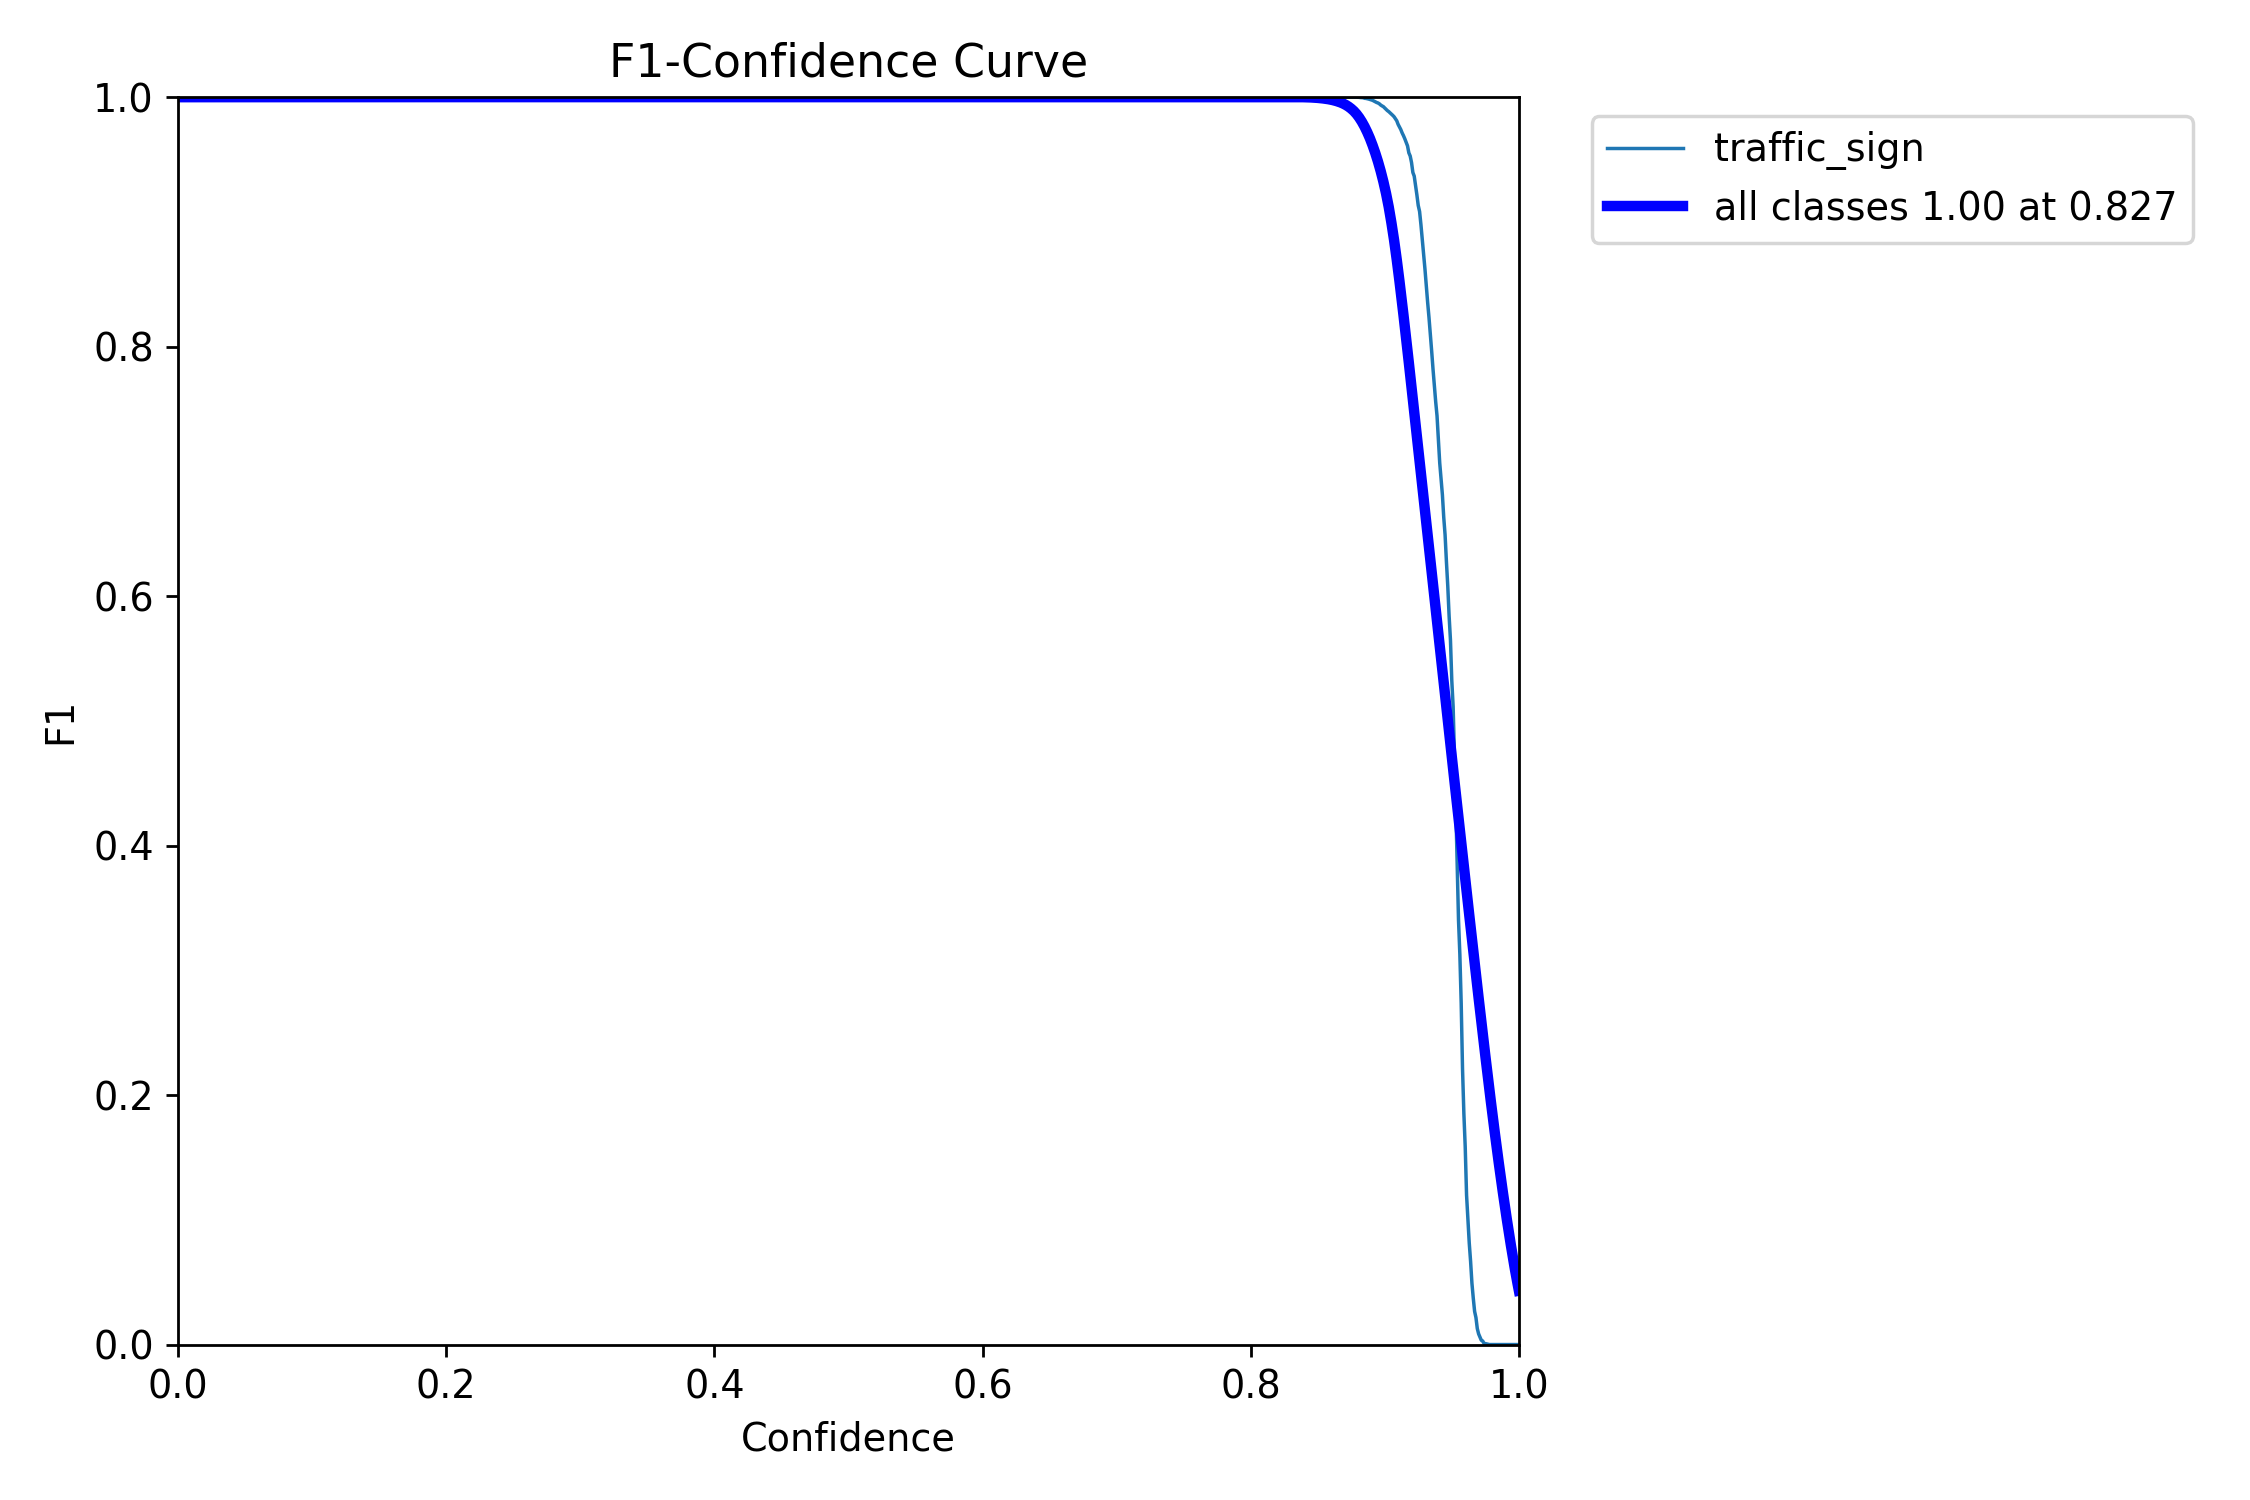 F1-Confidence Curve
1.0
0.8
0.6
0.4
0.2
0.0
F1
0.0 0.2 0.4 0.6 0.8 1.0
Confidence
traffic_sign
all classes 1.00 at 0.827